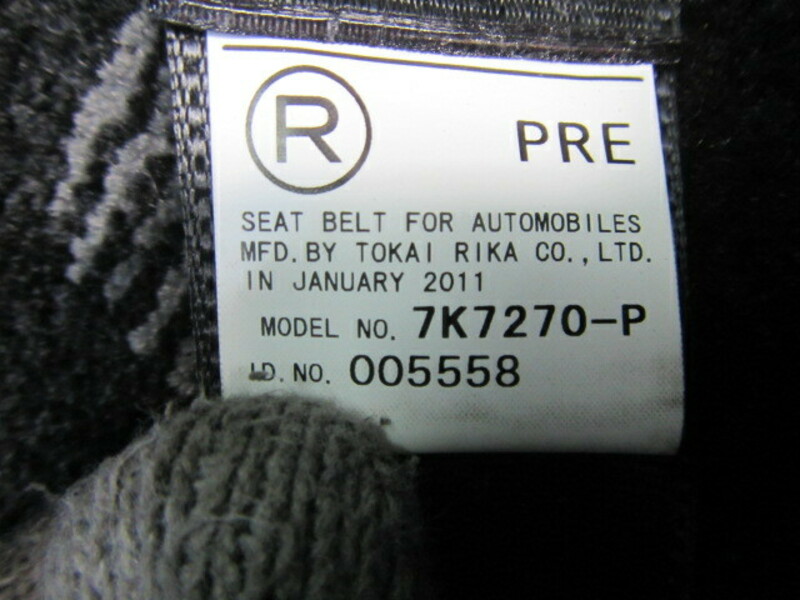 R PRE
SEAT BELT FOR AUTOMOBILES
MFD. BY TOKAI RIKA CO., LTD.
IN JANUARY 2011
MODEL NO. 7K7270-P
I.D. NO. 005558